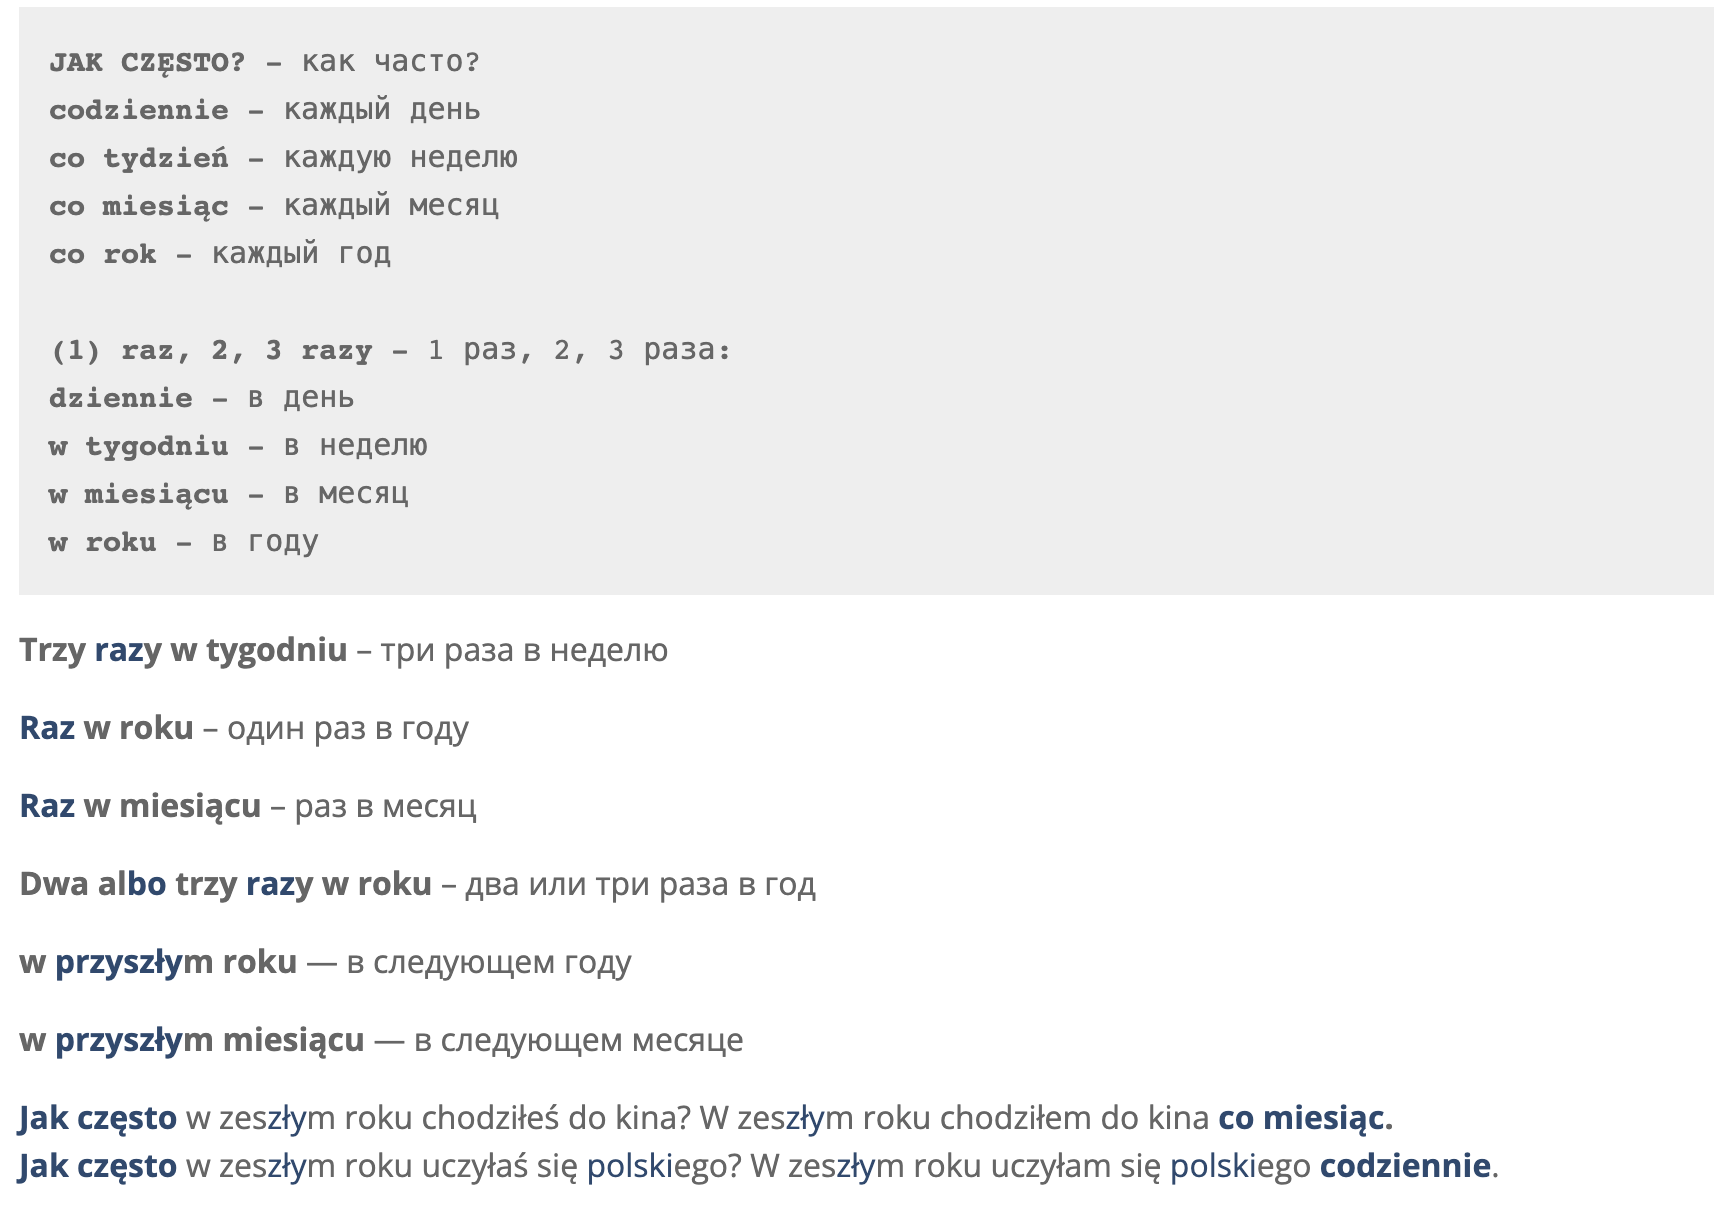 JAK CZĘSTO? – как часто?
codziennie – каждый день
co tydzień – каждую неделю
co miesiąc – каждый месяц
co rok – каждый год
(1) raz, 2, 3 razy – 1 раз, 2, 3 раза:
dziennie – в день
w tygodniu – в неделю
w miesiącu – в месяц
w roku – в году
Trzy razy w tygodniu – три раза в неделю
Raz w roku – один раз в году
Raz w miesiącu – раз в месяц
Dwa albo trzy razy w roku – два или три раза в год
w przyszłym roku — в следующем году
w przyszłym miesiącu — в следующем месяце
Jak często w zeszłym roku chodziłeś do kina? W zeszłym roku chodziłem do kina co miesiąc.
Jak często w zeszłym roku uczyłaś się polskiego? W zeszłym roku uczyłam się polskiego codziennie.